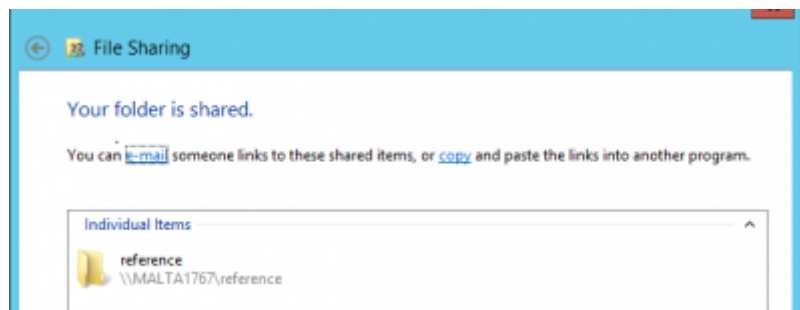 File Sharing
Your folder is shared.
You can e-mail someone links to these shared items, or copy and paste the links into another program.
Individual Items
reference
\\MALTA1767\reference